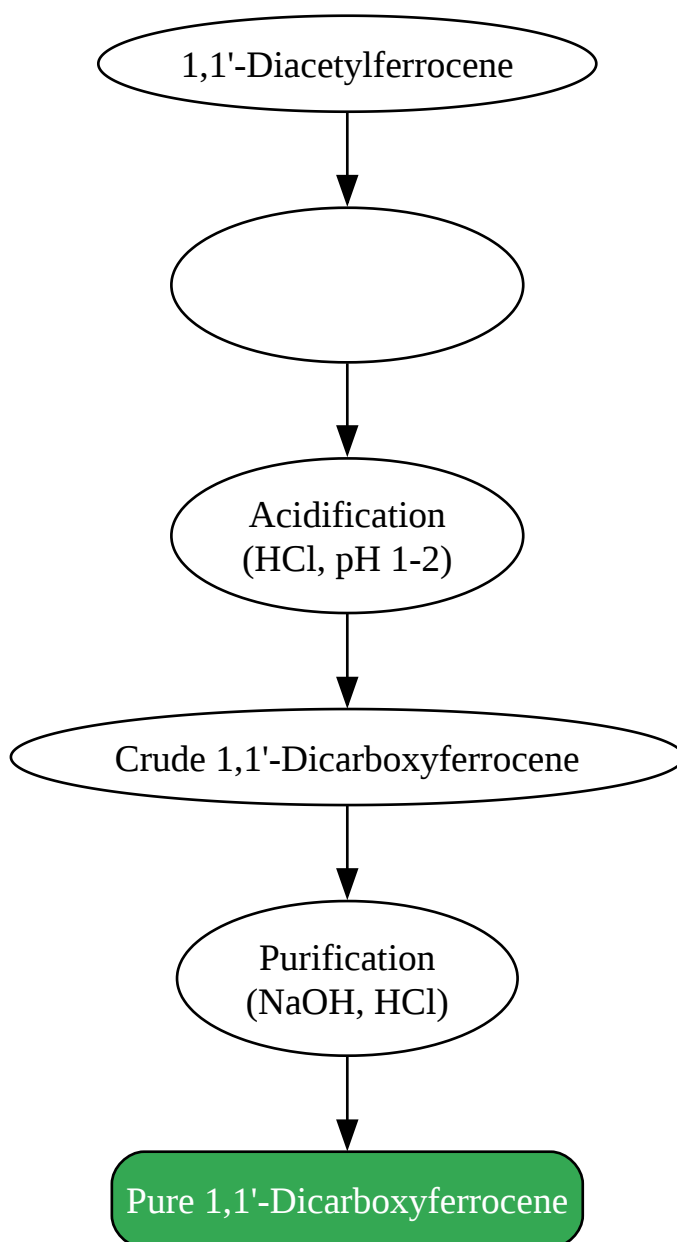 1,1'-Diacetylferrocene
Acidification
(HCl, pH 1-2)
Crude 1,1'-Dicarboxyferrocene
Purification
(NaOH, HCl)
Pure 1,1'-Dicarboxyferrocene